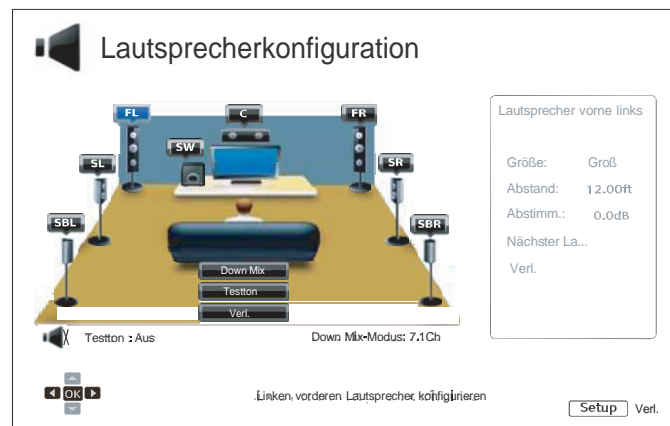 Lautsprecherkonfiguration
FL
C
FR
SW
SL
SR
SBL
SBR
Down Mix
Testton
Verl.
Testton : Aus
Down Mix-Modus: 7.1Ch
Lautsprecher vorne links
Größe: Groß
Abstand: 12.00ft
Abstimm.: 0.0dB
Nächster La...
Verl.
OK
Linken vorderen Lautsprecher konfigurieren
Setup Verl.